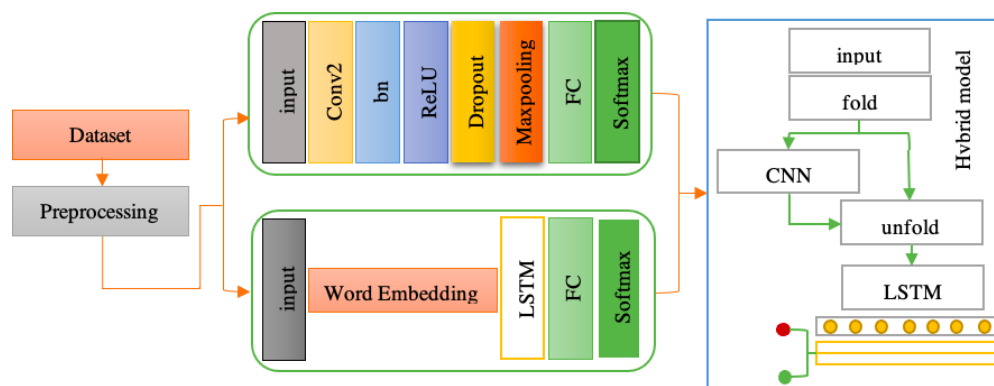 Dataset
Preprocessing
input
Conv2
bn
ReLU
Dropout
Maxpooling
FC
Softmax
input
Word Embedding
LSTM
FC
Softmax
input
fold
CNN
unfold
LSTM
Hybrid model